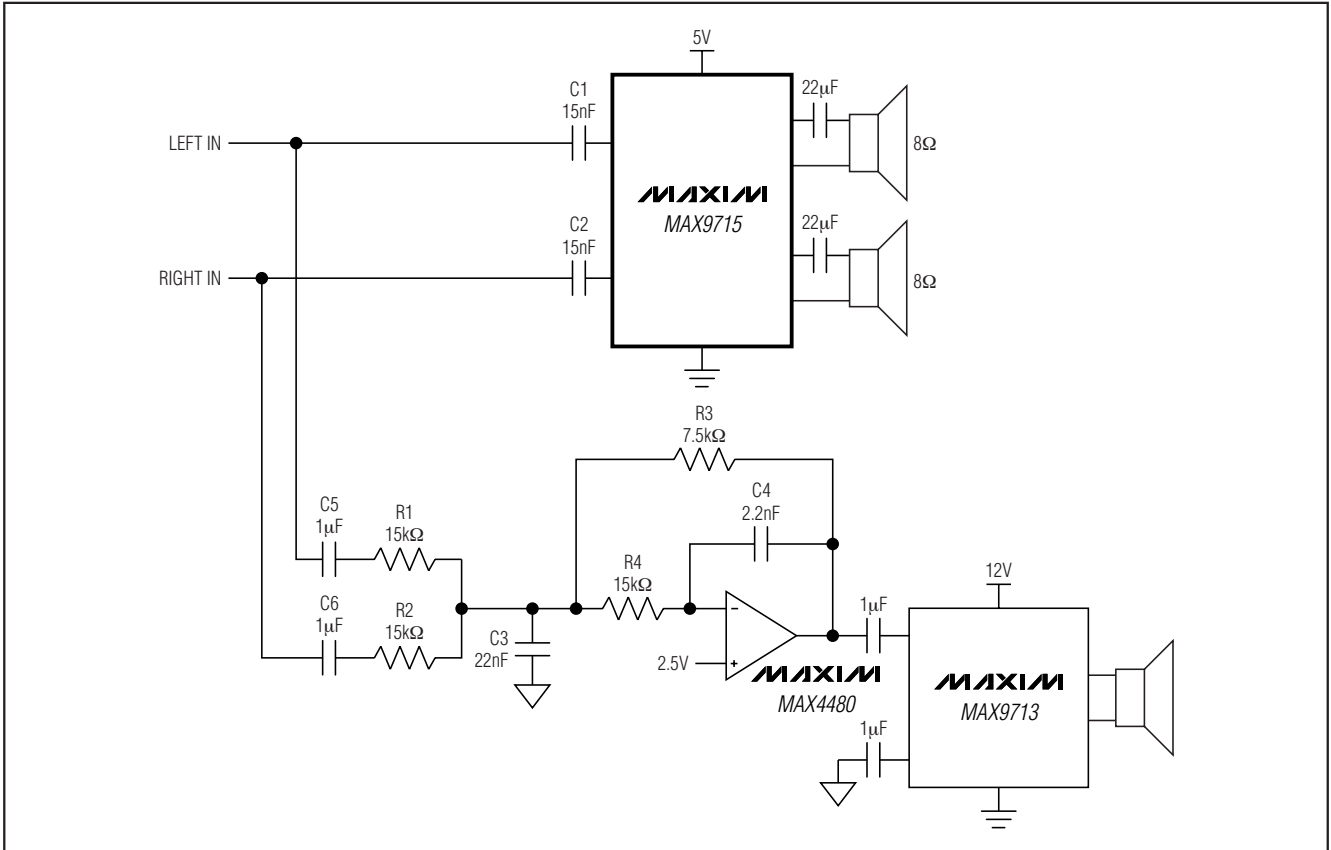 5V
C1
15nF
22μF
LEFT IN
8Ω
MAXIM
MAX9715
C2
15nF
22μF
RIGHT IN
8Ω
R3
7.5kΩ
C5
1μF
R1
15kΩ
C4
2.2nF
R4
15kΩ
C6
1μF
R2
15kΩ
C3
22nF
−
2.5V
+
MAXIM
MAX4480
1μF
12V
MAXIM
MAX9713
1μF